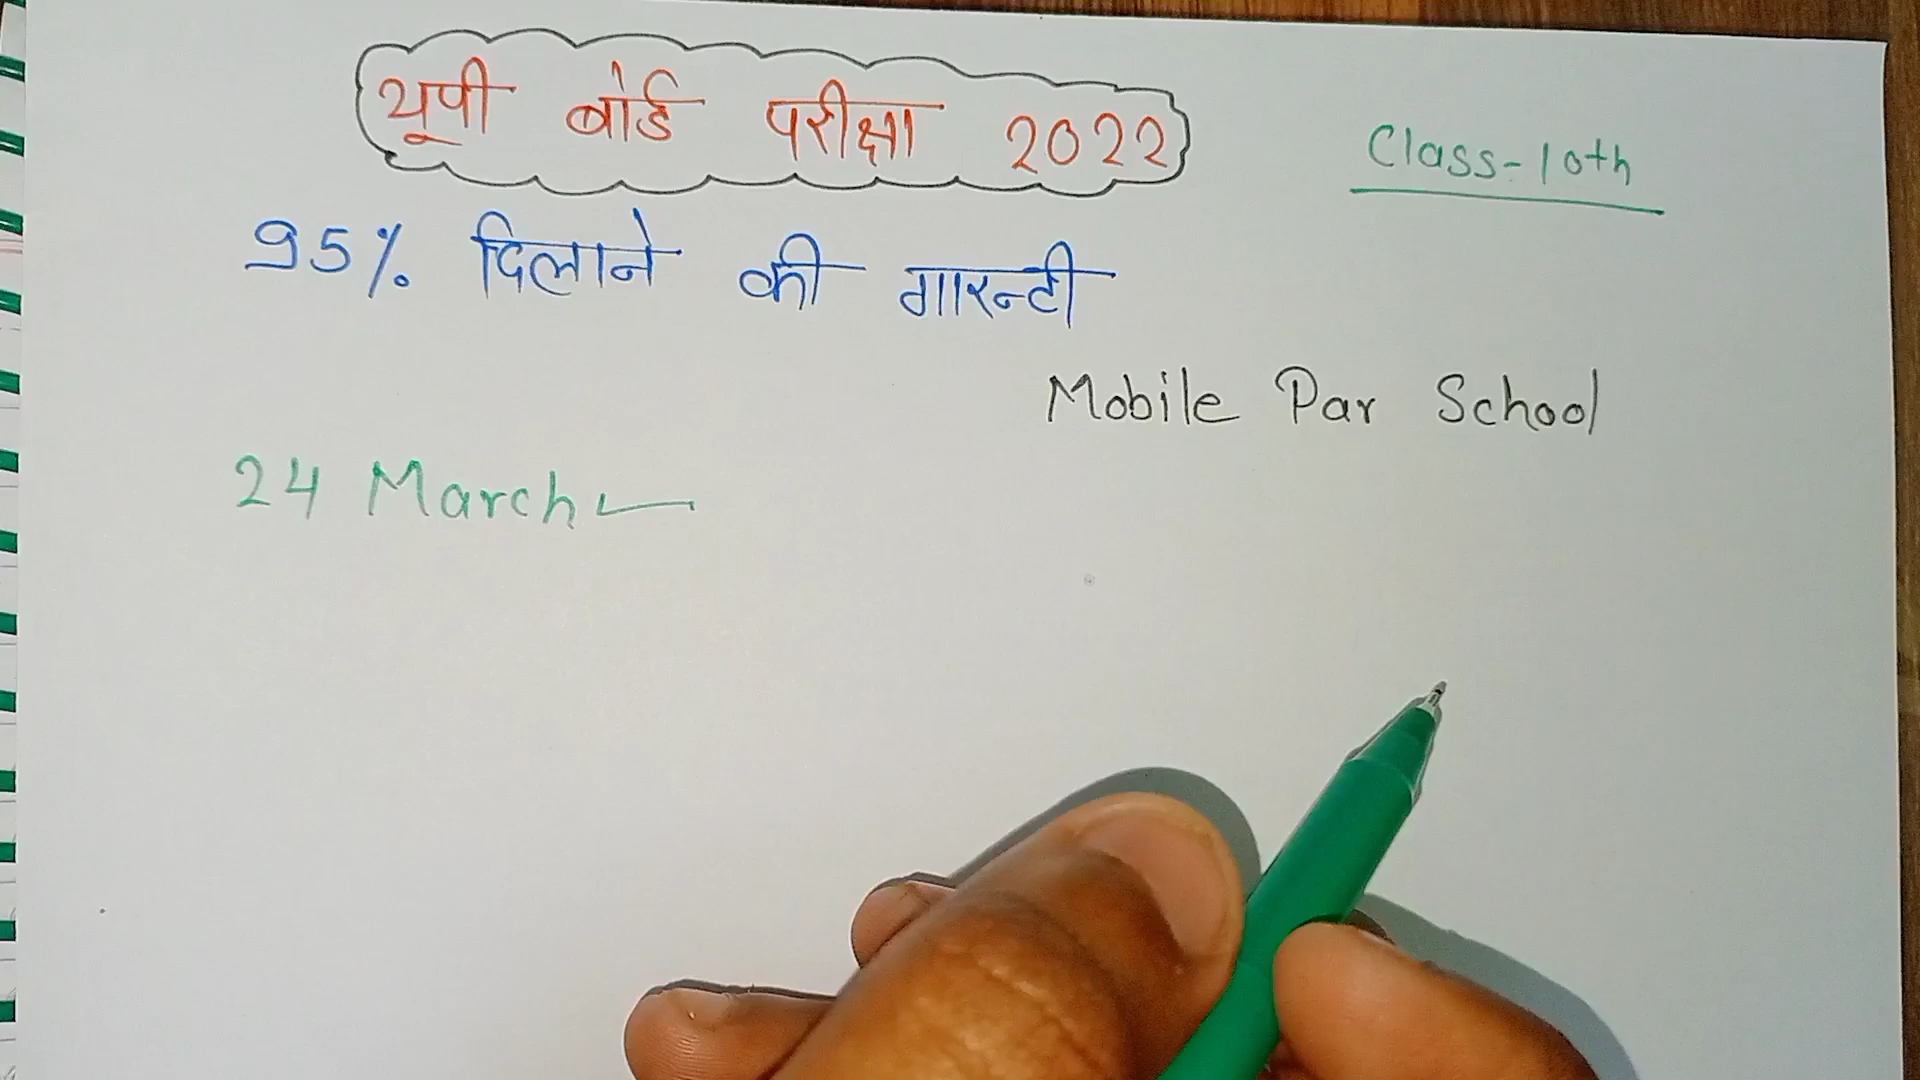 यूपी बोर्ड परीक्षा 2022
Class-10th
95% दिलाने की गारन्टी
Mobile Par School
24 March